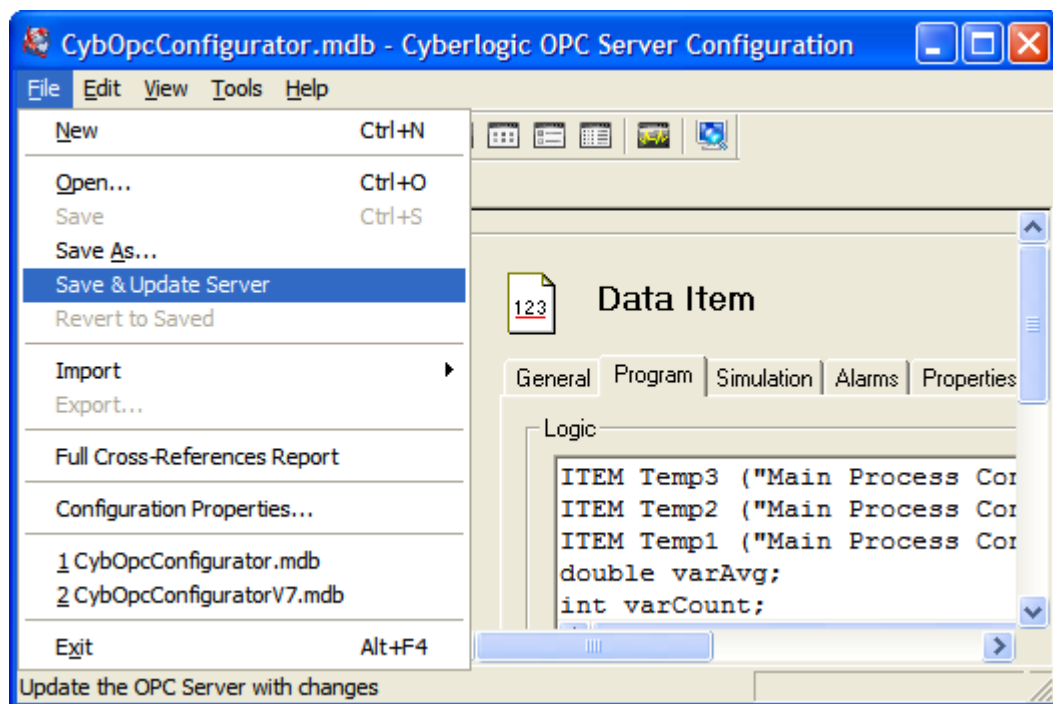 CybOpcConfigurator.mdb - Cyberlogic OPC Server Configuration
File Edit View Tools Help
New Ctrl+N
Open... Ctrl+O
Save Ctrl+S
Save As...
Save & Update Server
Revert to Saved
Import
Export...
Full Cross-References Report
Configuration Properties...
1 CybOpcConfigurator.mdb
2 CybOpcConfiguratorV7.mdb
Exit Alt+F4
123
Data Item
General Program Simulation Alarms Properties
Logic
ITEM Temp3 ("Main Process Cor
ITEM Temp2 ("Main Process Cor
ITEM Temp1 ("Main Process Cor
double varAvg;
int varCount;
Update the OPC Server with changes